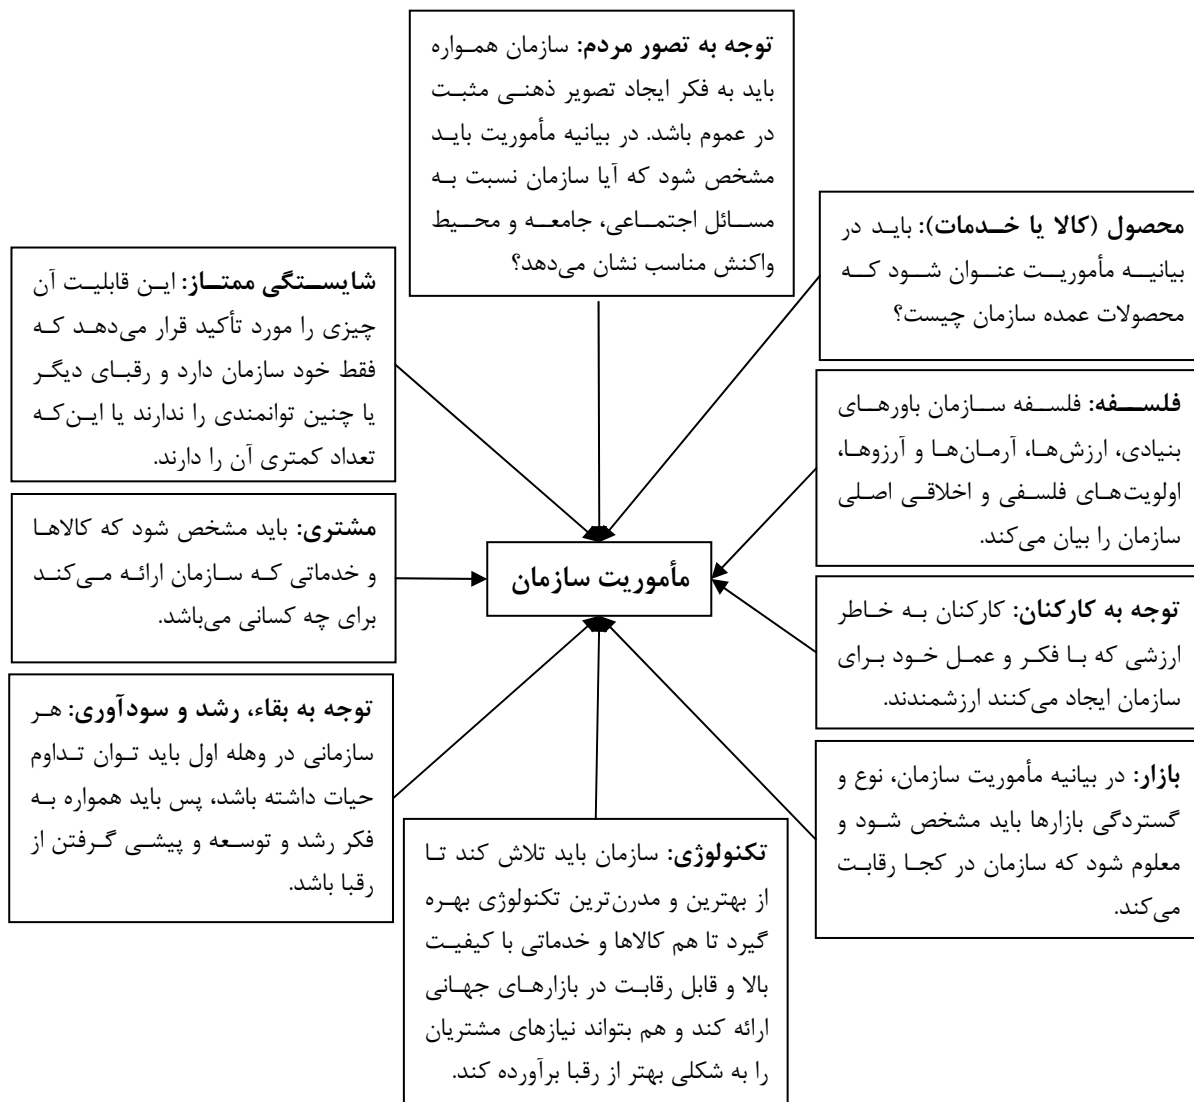 توجه به تصور مردم: سازمان همواره
باید به فکر ایجاد تصویر ذهنی مثبت
در عموم باشد. در بیانیه مأموریت باید
مشخص شود که آیا سازمان نسبت به
مسائل اجتماعی، جامعه و محیط
واکنش مناسب نشان می‌دهد؟
محصول (کالا یا خدمات): باید در
بیانیه مأموریت عنوان شود که
محصولات عمده سازمان چیست؟
شایستگی ممتاز: این قابلیت آن
چیزی را مورد تأکید قرار می‌دهد که
فقط خود سازمان دارد و رقبای دیگر
یا چنین توانمندی را ندارند یا این‌که
تعداد کمتری آن را دارند.
فلسفه: فلسفه سازمان باورهای
بنیادی، ارزش‌ها، آرمان‌ها و آرزوها،
اولویت‌های فلسفی و اخلاقی اصلی
سازمان را بیان می‌کند.
مشتری: باید مشخص شود که کالاها
و خدماتی که سازمان ارائه می‌کند
برای چه کسانی می‌باشد.
مأموریت سازمان
توجه به کارکنان: کارکنان به خاطر
ارزشی که با فکر و عمل خود برای
سازمان ایجاد می‌کنند ارزشمندند.
توجه به بقاء، رشد و سودآوری: هر
سازمانی در وهله اول باید توان تداوم
حیات داشته باشد، پس باید همواره به
فکر رشد و توسعه و پیشی گرفتن از
رقبا باشد.
بازار: در بیانیه مأموریت سازمان، نوع و
گستردگی بازارها باید مشخص شود و
معلوم شود که سازمان در کجا رقابت
می‌کند.
تکنولوژی: سازمان باید تلاش کند تا
از بهترین و مدرن‌ترین تکنولوژی بهره
گیرد تا هم کالاها و خدماتی با کیفیت
بالا و قابل رقابت در بازارهای جهانی
ارائه کند و هم بتواند نیازهای مشتریان
را به شکلی بهتر از رقبا برآورده کند.